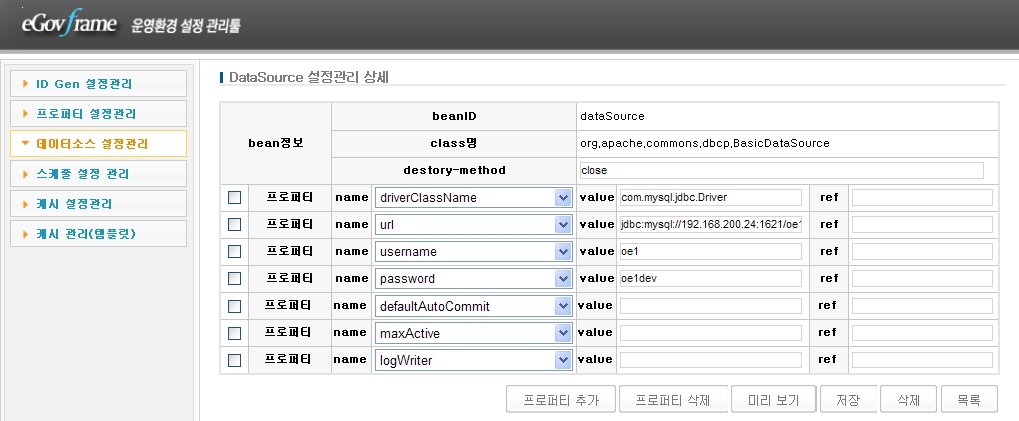 eGovframe 운영환경 설정 관리툴
ID Gen 설정관리
프로퍼티 설정관리
데이터소스 설정관리
스케줄 설정 관리
캐시 설정관리
캐시 관리(템플릿)
DataSource 설정관리 상세
bean정보
beanID dataSource
class명 org.apache.commons.dbcp.BasicDataSource
destory-method close
프로퍼티 name driverClassName value com.mysql.jdbc.Driver ref
프로퍼티 name url value jdbc:mysql://192.168.200.24:1621/oe1 ref
프로퍼티 name username value oe1 ref
프로퍼티 name password value oe1dev ref
프로퍼티 name defaultAutoCommit value ref
프로퍼티 name maxActive value ref
프로퍼티 name logWriter value ref
프로퍼티 추가 프로퍼티 삭제 미리 보기 저장 삭제 목록